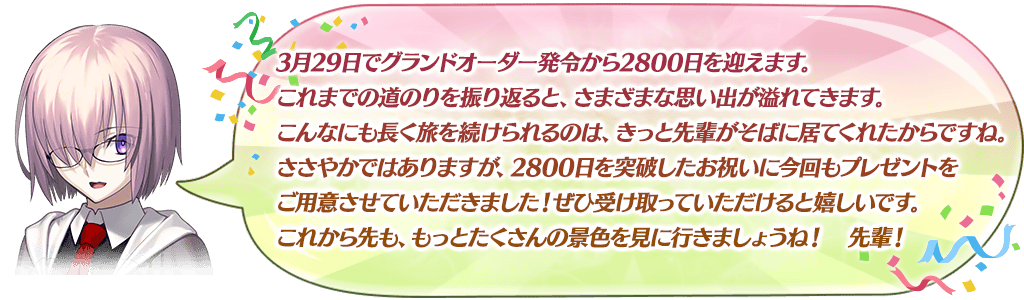 3月29日でグランドオーダー発令から2800日を迎えます。
これまでの道のりを振り返ると、さまざまな思い出が溢れてきます。
こんなにも長く旅を続けられるのは、きっと先輩がそばに居てくれたからですね。
ささやかではありますが、2800日を突破したお祝いに今回もプレゼントを
ご用意させていただきました！ぜひ受け取っていただけると嬉しいです。
これから先も、もっとたくさんの景色を見に行きましょうね！　先輩！